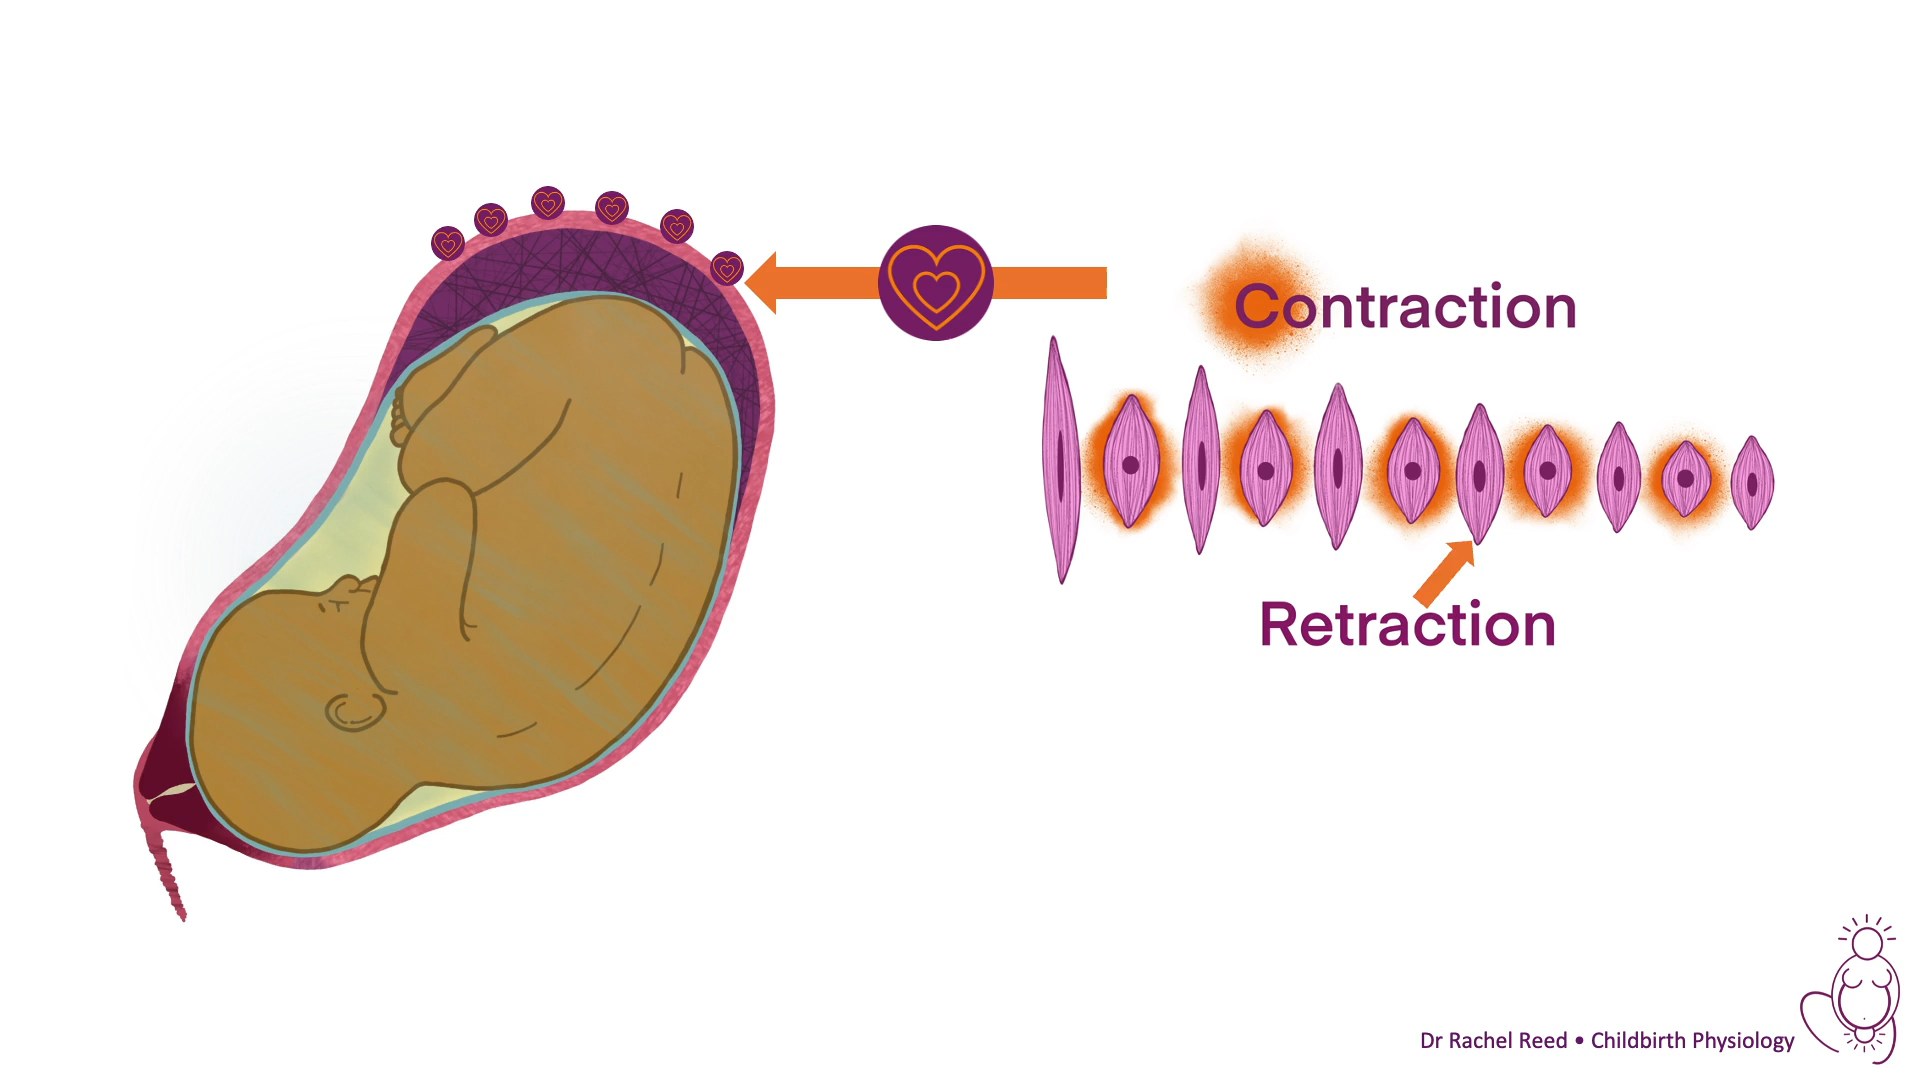 Contraction
Retraction
Dr Rachel Reed • Childbirth Physiology